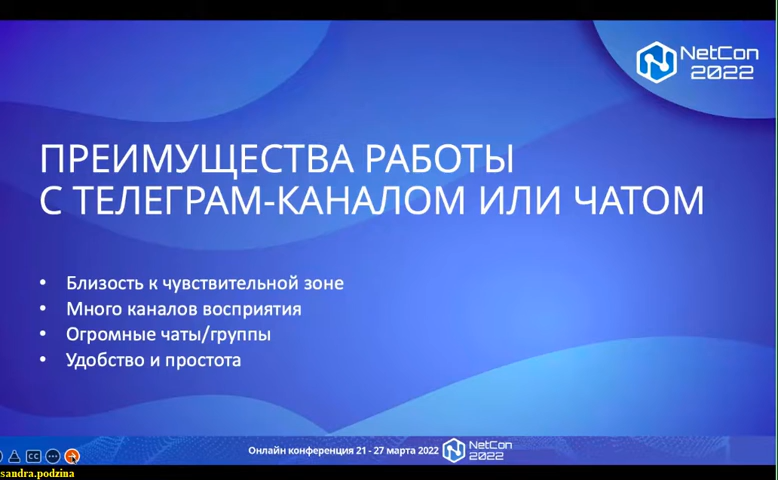 NetCon
2022
ПРЕИМУЩЕСТВА РАБОТЫ
С ТЕЛЕГРАМ-КАНАЛОМ ИЛИ ЧАТОМ
• Близость к чувствительной зоне
• Много каналов восприятия
• Огромные чаты/группы
• Удобство и простота
Онлайн конференция 21 - 27 марта 2022
NetCon
2022
CC
sandra.podzina